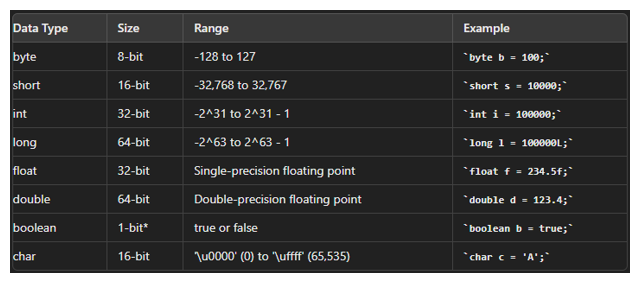 Data Type Size Range Example
byte 8-bit -128 to 127 `byte b = 100;`
short 16-bit -32,768 to 32,767 `short s = 10000;`
int 32-bit -2^31 to 2^31 - 1 `int i = 100000;`
long 64-bit -2^63 to 2^63 - 1 `long l = 100000L;`
float 32-bit Single-precision floating point `float f = 234.5f;`
double 64-bit Double-precision floating point `double d = 123.4;`
boolean 1-bit* true or false `boolean b = true;`
char 16-bit '\u0000' (0) to '\uffff' (65,535) `char c = 'A';`